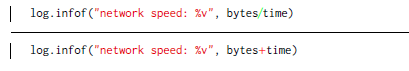 log.infof("network speed: %v", bytes/time)
log.infof("network speed: %v", bytes+time)